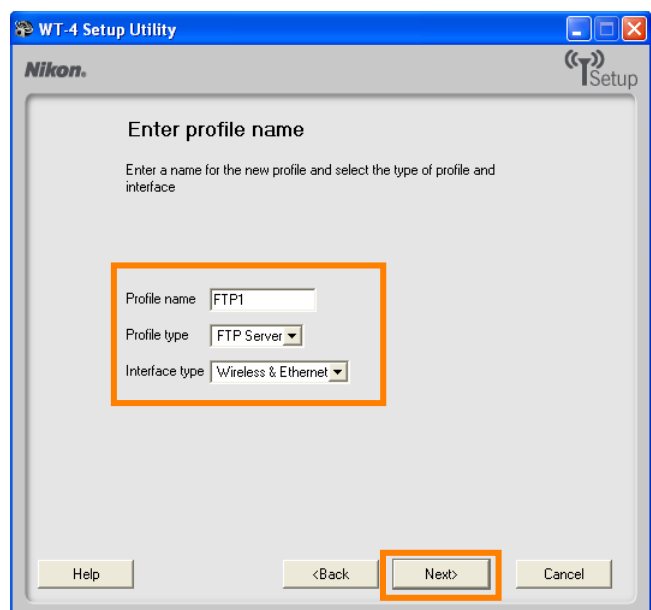 WT-4 Setup Utility
Nikon.
Setup
Enter profile name
Enter a name for the new profile and select the type of profile and
interface
Profile name FTP1
Profile type FTP Server
Interface type Wireless & Ethernet
Help <Back Next> Cancel